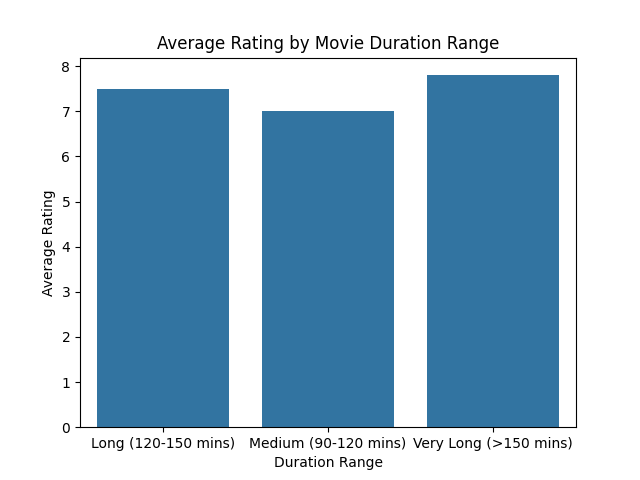 Average Rating by Movie Duration Range
8
7
6
5
4
3
2
1
0
Average Rating
Long (120-150 mins) Medium (90-120 mins) Very Long (>150 mins)
Duration Range